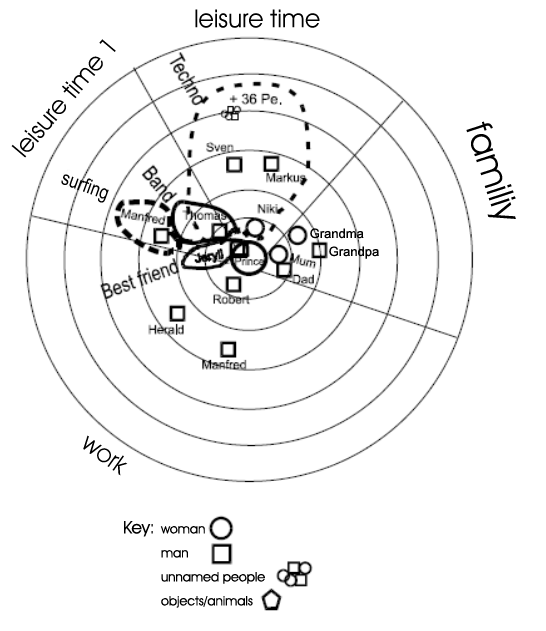 leisure time
leisure time 1
Techno
+ 36 Pe.
familiy
Sven
Markus
surfing
Band
Manfred
Thomas
Niki
Grandma
Grandpa
Jeryll
Prince
Mum
Dad
Best friend
Robert
Herald
Manfred
work
Key: woman
man
unnamed people
objects/animals